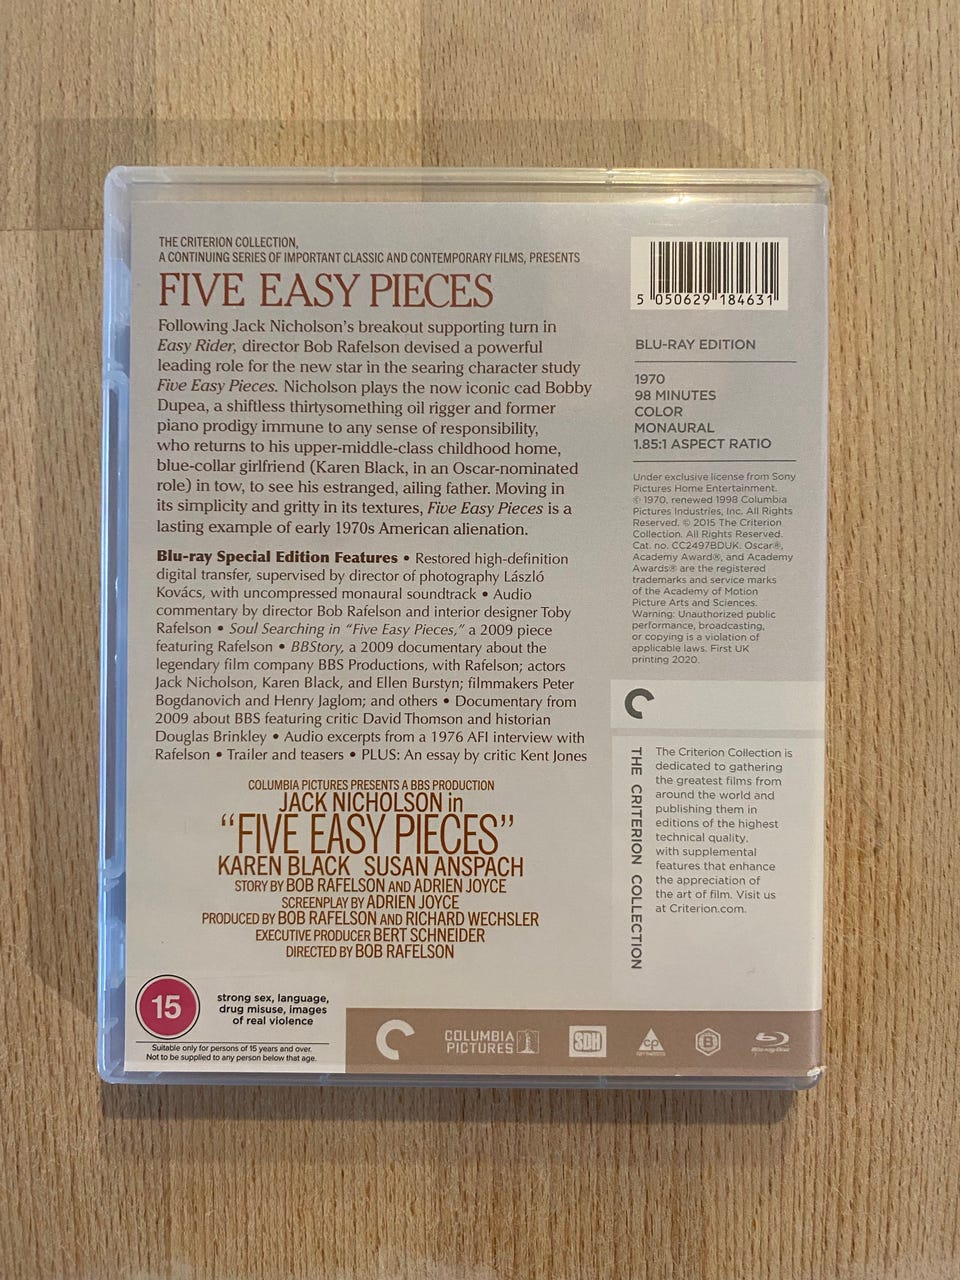 THE CRITERION COLLECTION,
A CONTINUING SERIES OF IMPORTANT CLASSIC AND CONTEMPORARY FILMS, PRESENTS
FIVE EASY PIECES
Following Jack Nicholson's breakout supporting turn in
Easy Rider, director Bob Rafelson devised a powerful
leading role for the new star in the searing character study
Five Easy Pieces. Nicholson plays the now iconic cad Bobby
Dupea, a shiftless thirtysomething oil rigger and former
piano prodigy immune to any sense of responsibility,
who returns to his upper-middle-class childhood home,
blue-collar girlfriend (Karen Black, in an Oscar-nominated
role) in tow, to see his estranged, ailing father. Moving in
its simplicity and gritty in its textures, Five Easy Pieces is a
lasting example of early 1970s American alienation.
Blu-ray Special Edition Features • Restored high-definition
digital transfer, supervised by director of photography László
Kovács, with uncompressed monaural soundtrack • Audio
commentary by director Bob Rafelson and interior designer Toby
Rafelson • Soul Searching in "Five Easy Pieces," a 2009 piece
featuring Rafelson • BBStory, a 2009 documentary about the
legendary film company BBS Productions, with Rafelson; actors
Jack Nicholson, Karen Black, and Ellen Burstyn; filmmakers Peter
Bogdanovich and Henry Jaglom; and others • Documentary from
2009 about BBS featuring critic David Thomson and historian
Douglas Brinkley • Audio excerpts from a 1976 AFI interview with
Rafelson • Trailer and teasers • PLUS: An essay by critic Kent Jones
COLUMBIA PICTURES PRESENTS A BBS PRODUCTION
JACK NICHOLSON in
"FIVE EASY PIECES"
KAREN BLACK SUSAN ANSPACH
STORY BY BOB RAFELSON AND ADRIEN JOYCE
SCREENPLAY BY ADRIEN JOYCE
PRODUCED BY BOB RAFELSON AND RICHARD WECHSLER
EXECUTIVE PRODUCER BERT SCHNEIDER
DIRECTED BY BOB RAFELSON
15
strong sex, language,
drug misuse, images
of real violence
Suitable only for persons of 15 years and over.
Not to be supplied to any person below that age.
5 050629 184631
BLU-RAY EDITION
1970
98 MINUTES
COLOR
MONAURAL
1.85:1 ASPECT RATIO
Under exclusive license from Sony
Pictures Home Entertainment.
© 1970, renewed 1998 Columbia
Pictures Industries, Inc. All Rights
Reserved. © 2015 The Criterion
Collection. All Rights Reserved.
Cat. no. CC2497BDUK. Oscar®,
Academy Award®, and Academy
Awards® are the registered
trademarks and service marks
of the Academy of Motion
Picture Arts and Sciences.
Warning: Unauthorized public
performance, broadcasting,
or copying is a violation of
applicable laws. First UK
printing 2020.
THE CRITERION COLLECTION
The Criterion Collection is
dedicated to gathering
the greatest films from
around the world and
publishing them in
editions of the highest
technical quality,
with supplemental
features that enhance
the appreciation of
the art of film. Visit us
at Criterion.com.
COLUMBIA
PICTURES
SDH
cp
B
Blu-ray Disc